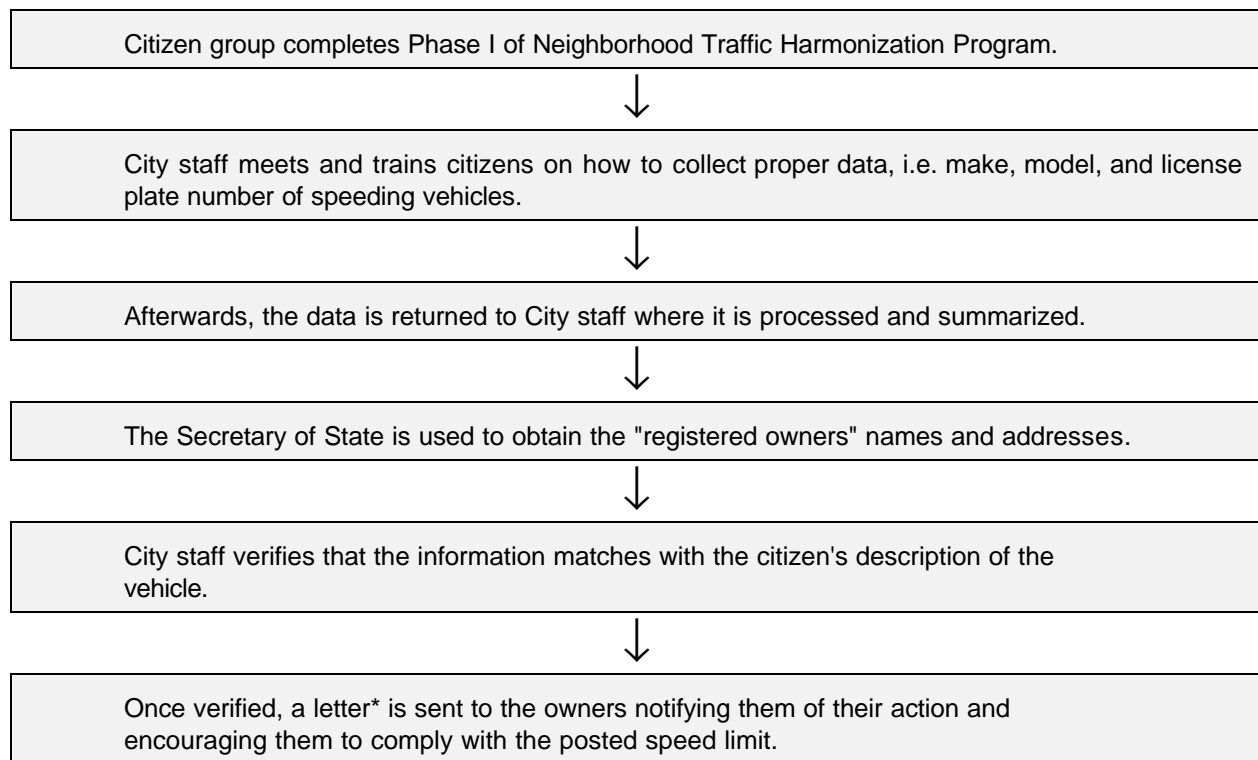 Citizen group completes Phase I of Neighborhood Traffic Harmonization Program.
City staff meets and trains citizens on how to collect proper data, i.e. make, model, and license
plate number of speeding vehicles.
Afterwards, the data is returned to City staff where it is processed and summarized.
The Secretary of State is used to obtain the "registered owners" names and addresses.
City staff verifies that the information matches with the citizen's description of the
vehicle.
Once verified, a letter* is sent to the owners notifying them of their action and
encouraging them to comply with the posted speed limit.